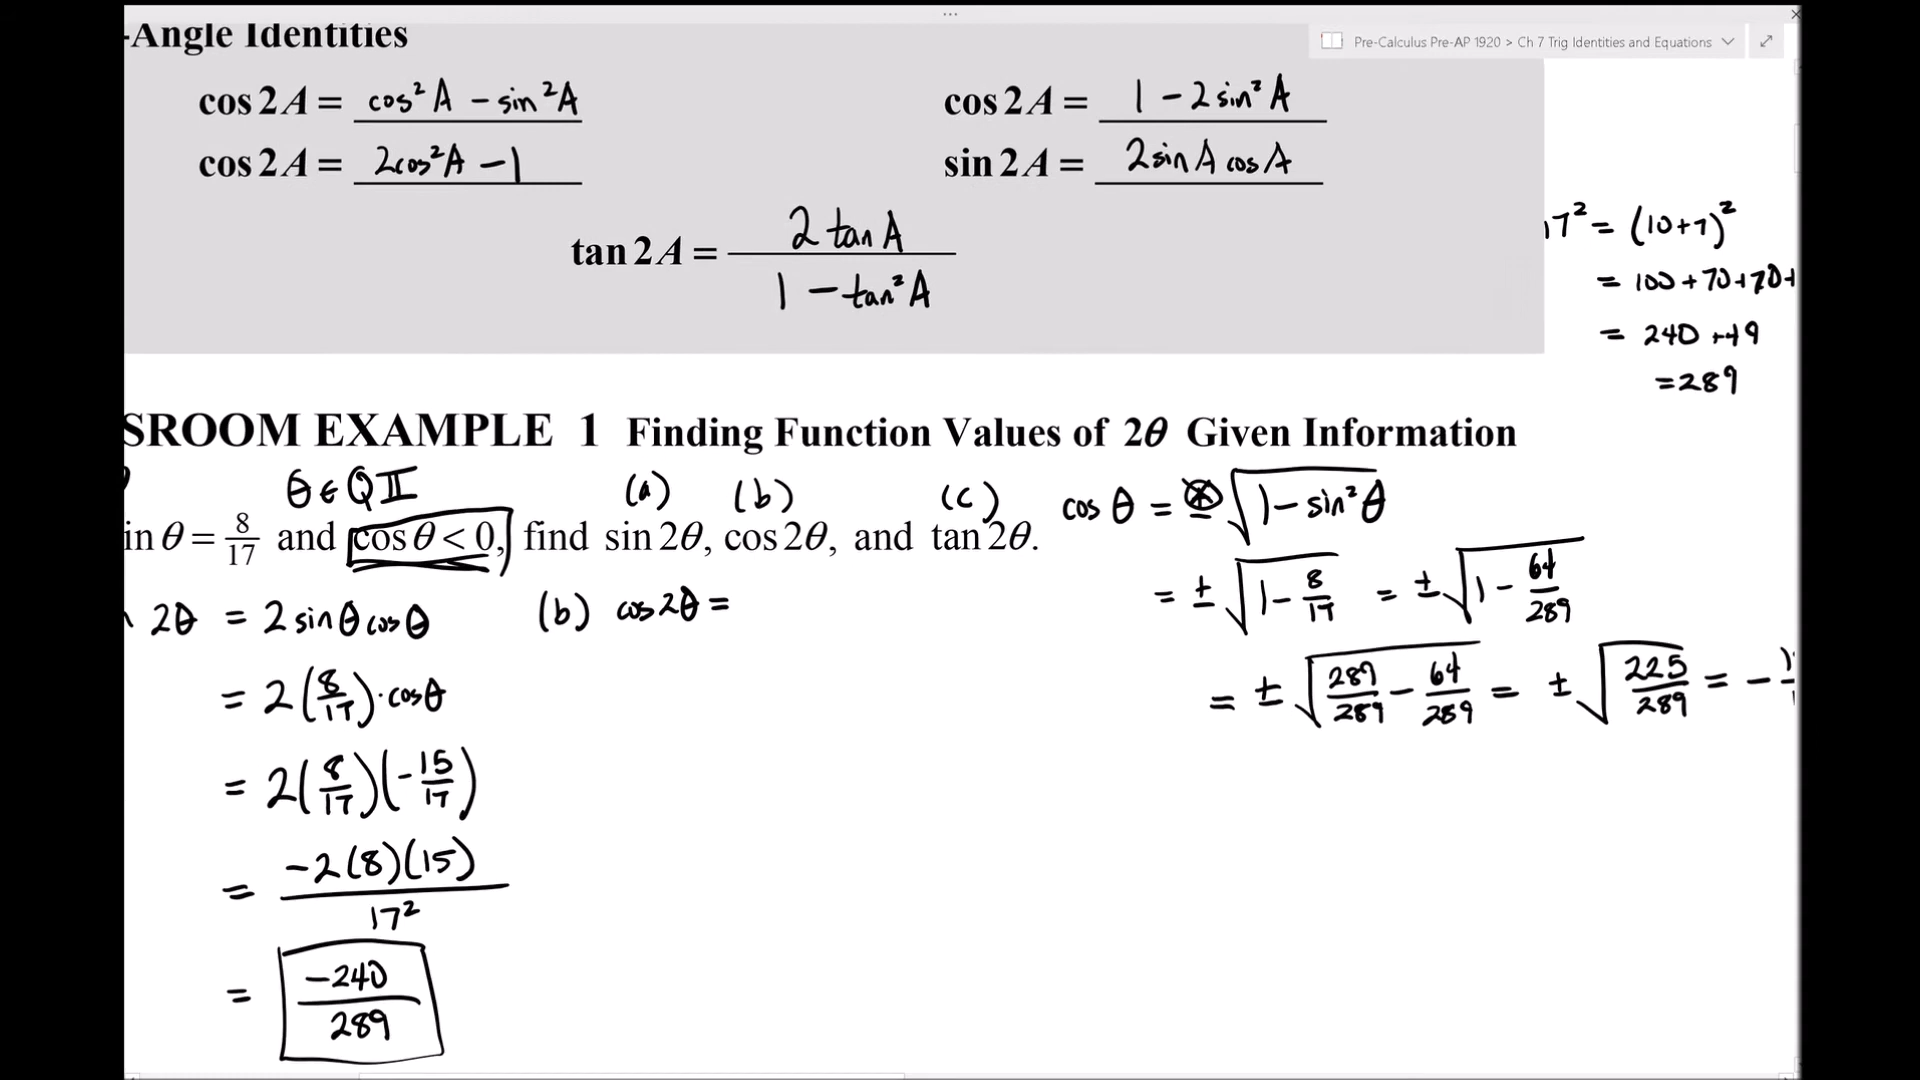 -Angle Identities
Pre-Calculus Pre-AP 1920 > Ch 7 Trig Identities and Equations
cos 2A = cos²A - sin²A
cos 2A = 1 - 2 sin²A
cos 2A = 2cos²A - 1
sin 2A = 2 sin A cos A
tan 2A = 2 tan A / 1 - tan²A
17² = (10+7)²
= 100 + 70 + 70 +
= 240 + 49
= 289
SROOM EXAMPLE 1 Finding Function Values of 2θ Given Information
θ ∈ QII (a) (b) (c)
in θ = 8/17 and cos θ < 0, find sin 2θ, cos 2θ, and tan 2θ.
2θ = 2 sin θ cos θ
= 2(8/17)·cos θ
= 2(8/17)(-15/17)
= -2(8)(15) / 17²
= -240 / 289
(b) cos 2θ =
cos θ = ± √1 - sin²θ
= ± √1 - 8/17 = ± √1 - 64/289
= ± √289/289 - 64/289 = ± √225/289 = -